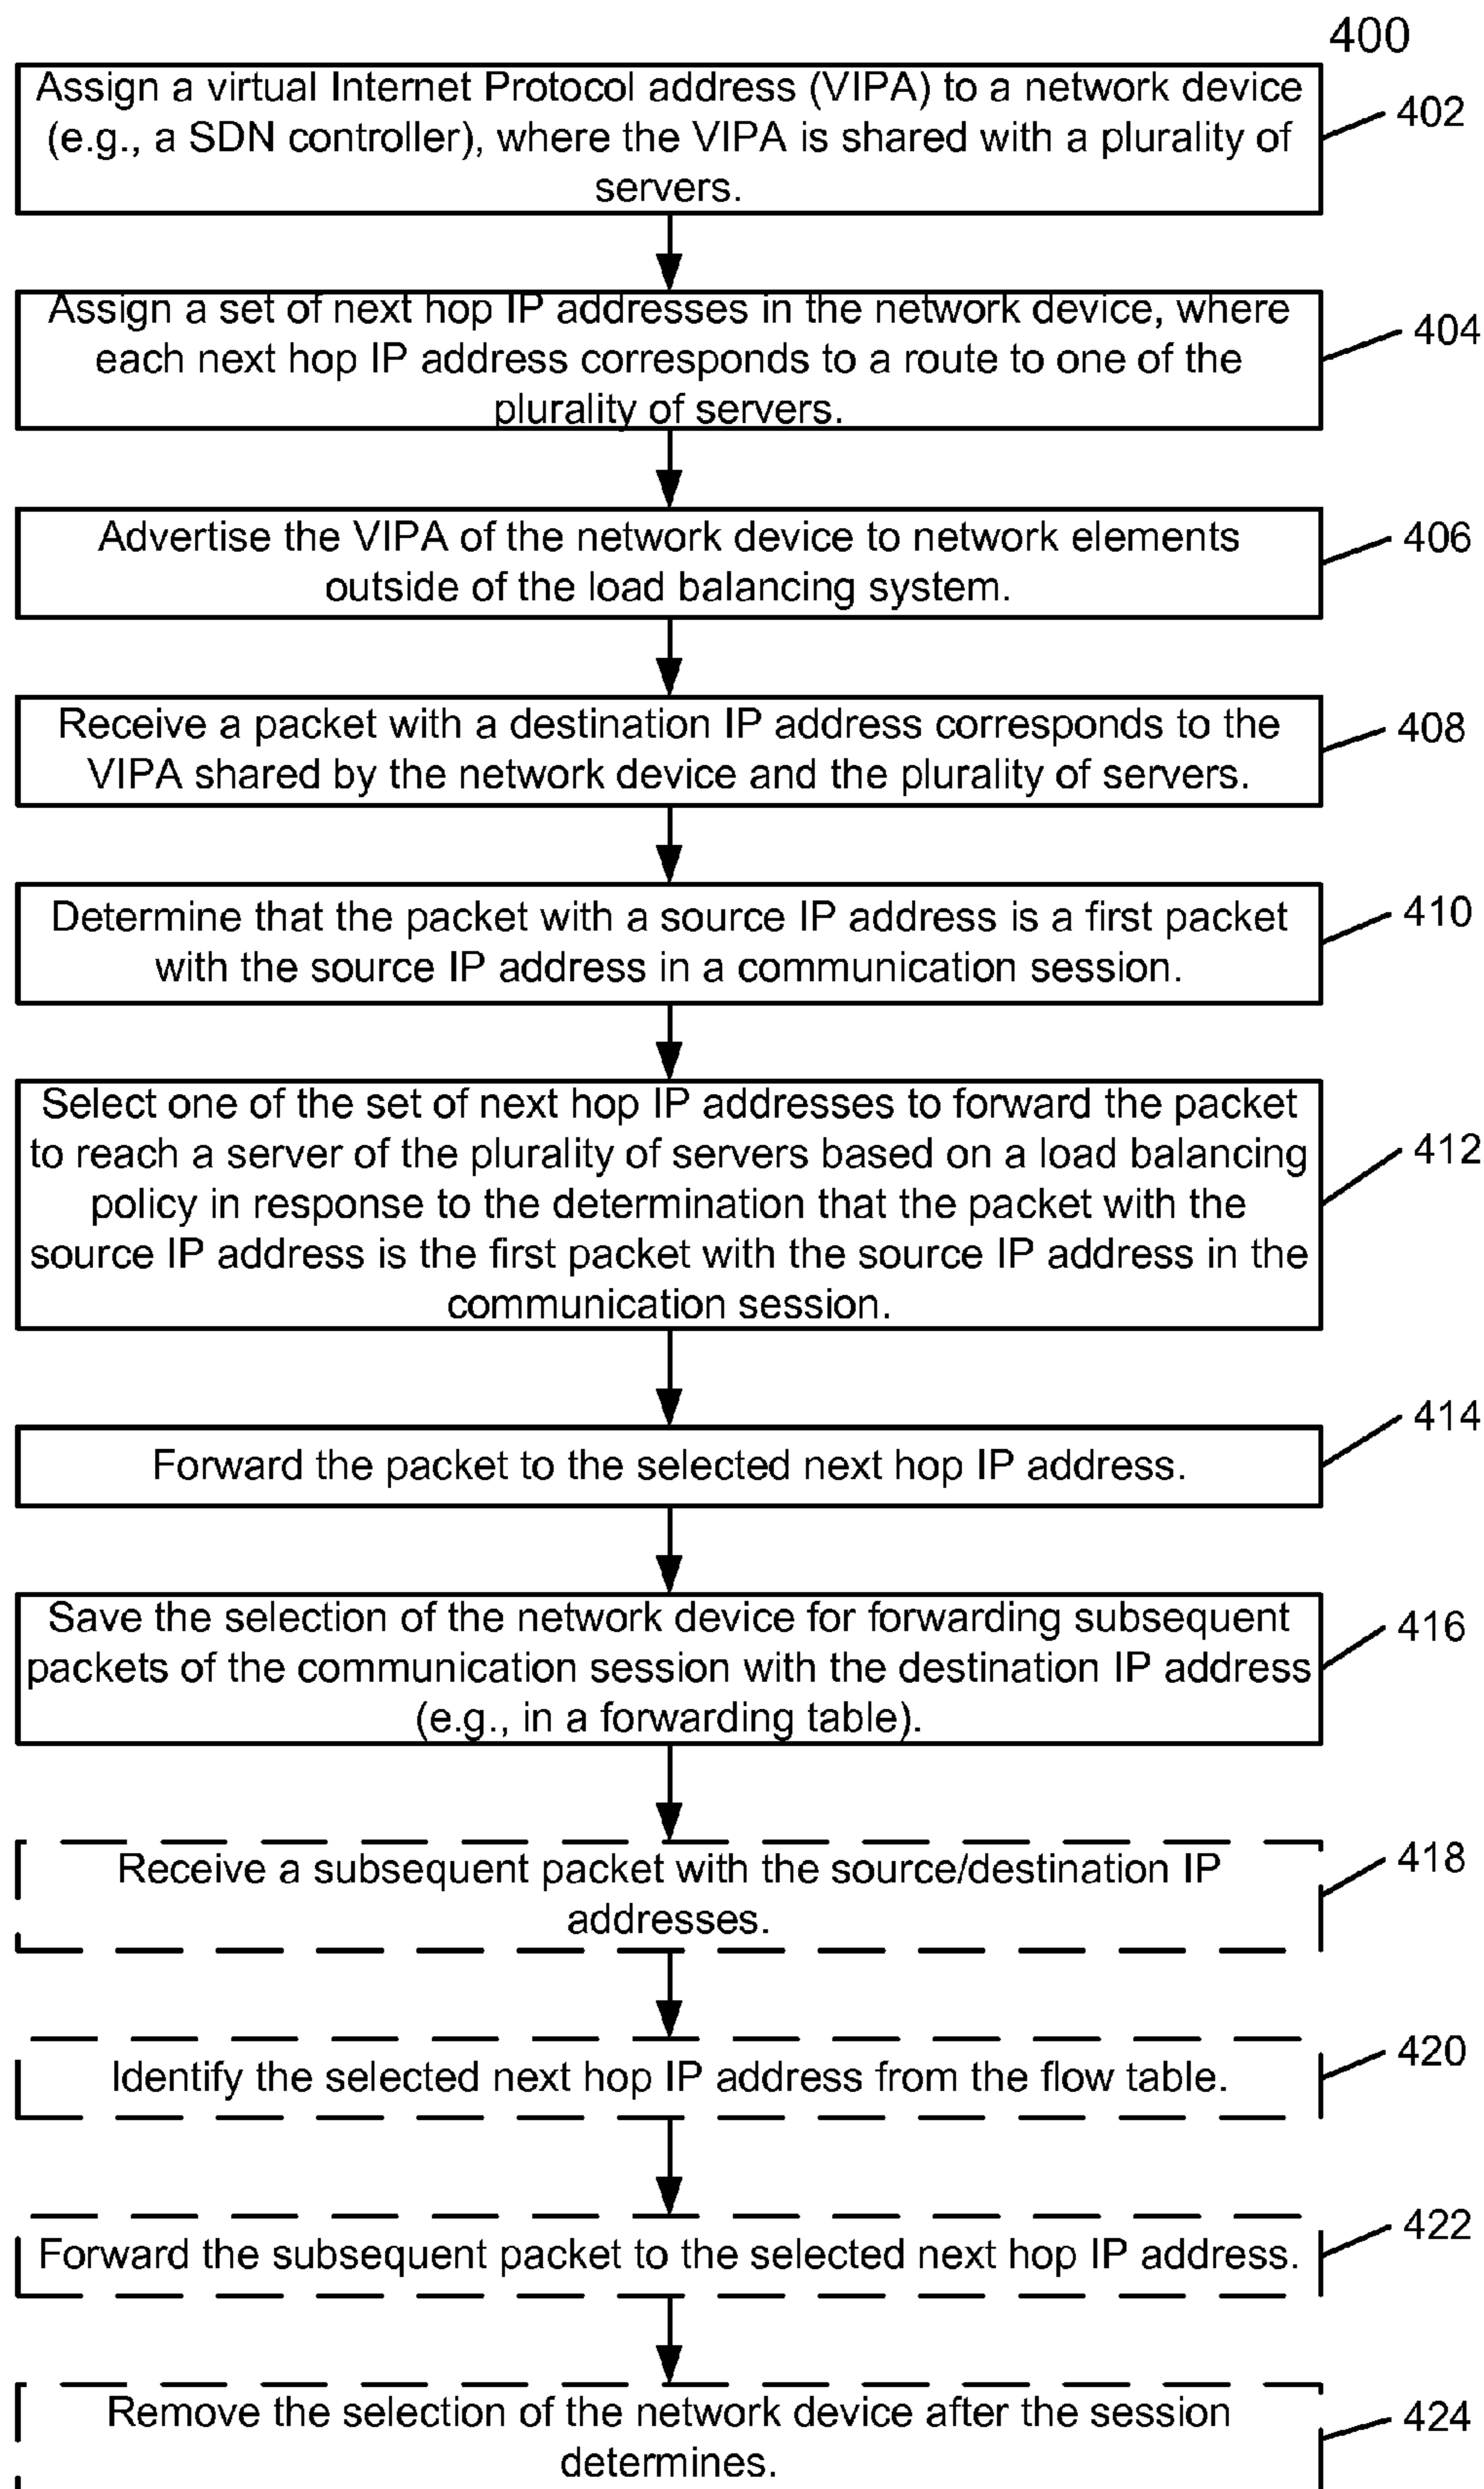 400
Assign a virtual Internet Protocol address (VIPA) to a network device
(e.g., a SDN controller), where the VIPA is shared with a plurality of
servers.
402
Assign a set of next hop IP addresses in the network device, where
each next hop IP address corresponds to a route to one of the
plurality of servers.
404
Advertise the VIPA of the network device to network elements
outside of the load balancing system.
406
Receive a packet with a destination IP address corresponds to the
VIPA shared by the network device and the plurality of servers.
408
Determine that the packet with a source IP address is a first packet
with the source IP address in a communication session.
410
Select one of the set of next hop IP addresses to forward the packet
to reach a server of the plurality of servers based on a load balancing
policy in response to the determination that the packet with the
source IP address is the first packet with the source IP address in the
communication session.
412
Forward the packet to the selected next hop IP address.
414
Save the selection of the network device for forwarding subsequent
packets of the communication session with the destination IP address
(e.g., in a forwarding table).
416
Receive a subsequent packet with the source/destination IP
addresses.
418
Identify the selected next hop IP address from the flow table.
420
Forward the subsequent packet to the selected next hop IP address.
422
Remove the selection of the network device after the session
determines.
424